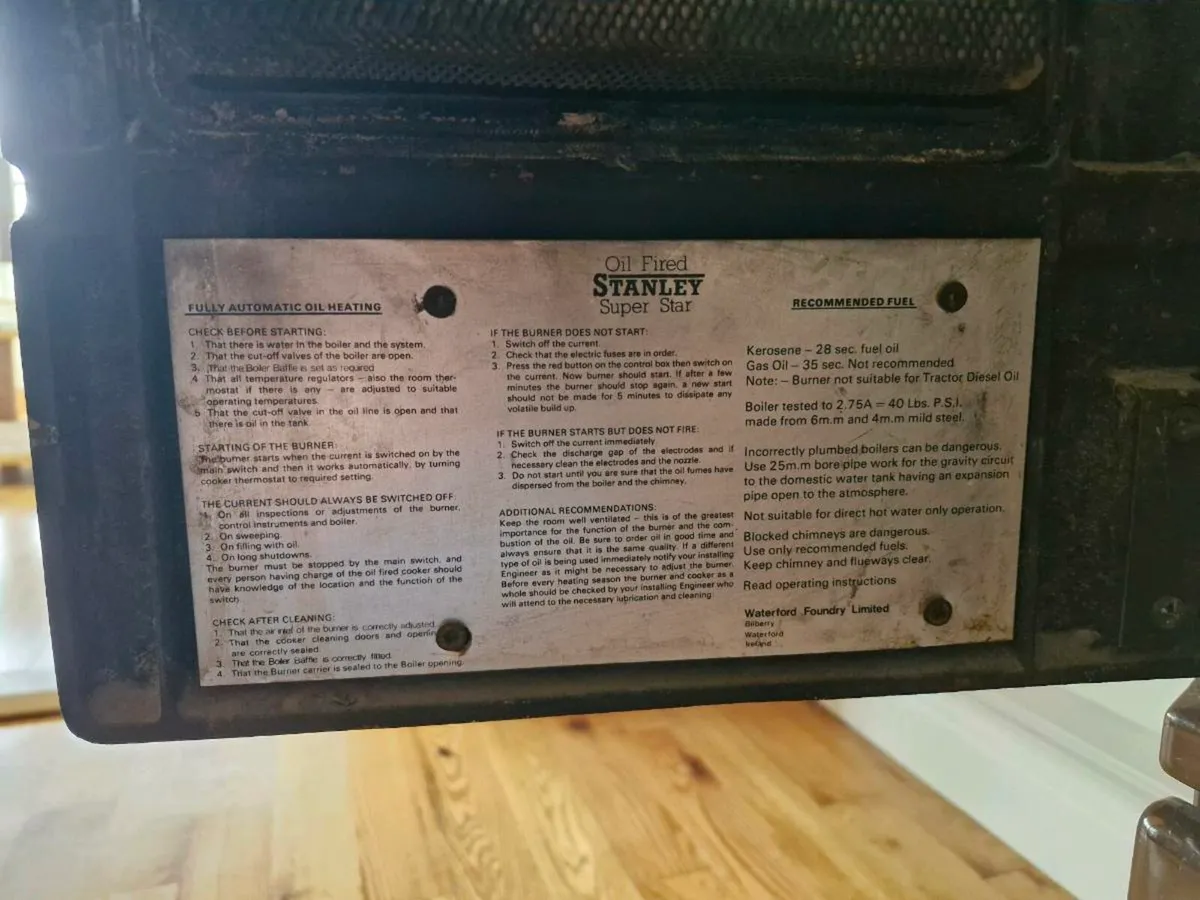 Oil Fired
STANLEY
Super Star
FULLY AUTOMATIC OIL HEATING
CHECK BEFORE STARTING:
1. That there is water in the boiler and the system.
2. That the cut-off valves of the boiler are open.
3. That the Boiler Baffle is set as required
4. That all temperature regulators – also the room ther-
mostat if there is any – are adjusted to suitable
operating temperatures.
5. That the cut-off valve in the oil line is open and that
there is oil in the tank.
STARTING OF THE BURNER:
The burner starts when the current is switched on by the
main switch and then it works automatically, by turning
cooker thermostat to required setting.
THE CURRENT SHOULD ALWAYS BE SWITCHED OFF:
1. On all inspections or adjustments of the burner,
control instruments and boiler.
2. On sweeping.
3. On filling with oil.
4. On long shutdowns.
The burner must be stopped by the main switch, and
every person having charge of the oil fired cooker should
have knowledge of the location and the function of the
switch.
CHECK AFTER CLEANING:
1. That the air inlet of the burner is correctly adjusted.
2. That the cooker cleaning doors and
are correctly sealed.
3. That the Boiler Baffle is correctly fitted.
4. That the Burner carrier is sealed to the Boiler opening.
IF THE BURNER DOES NOT START:
1. Switch off the current.
2. Check that the electric fuses are in order.
3. Press the red button on the control box then switch on
the current. Now burner should start. If after a few
minutes the burner should stop again, a new start
should not be made for 5 minutes to dissipate any
volatile build up.
IF THE BURNER STARTS BUT DOES NOT FIRE:
1. Switch off the current immediately
2. Check the discharge gap of the electrodes and if
necessary clean the electrodes and the nozzle.
3. Do not start until you are sure that the oil fumes have
dispersed from the boiler and the chimney.
ADDITIONAL RECOMMENDATIONS:
Keep the room well ventilated – this is of the greatest
importance for the function of the burner and the com-
bustion of the oil. Be sure to order oil in good time and
always ensure that it is the same quality. If a different
type of oil is being used immediately notify your installing
Engineer as it might be necessary to adjust the burner.
Before every heating season the burner and cooker as a
whole should be checked by your installing Engineer who
will attend to the necessary lubrication and cleaning.
RECOMMENDED FUEL
Kerosene – 28 sec. fuel oil
Gas Oil – 35 sec. Not recommended
Note: – Burner not suitable for Tractor Diesel Oil
Boiler tested to 2.75A = 40 Lbs. P.S.I.
made from 6m.m and 4m.m mild steel.
Incorrectly plumbed boilers can be dangerous.
Use 25m.m bore pipe work for the gravity circuit
to the domestic water tank having an expansion
pipe open to the atmosphere.
Not suitable for direct hot water only operation.
Blocked chimneys are dangerous.
Use only recommended fuels.
Keep chimney and flueways clear.
Read operating instructions
Waterford Foundry Limited
Bilberry
Waterford
Ireland